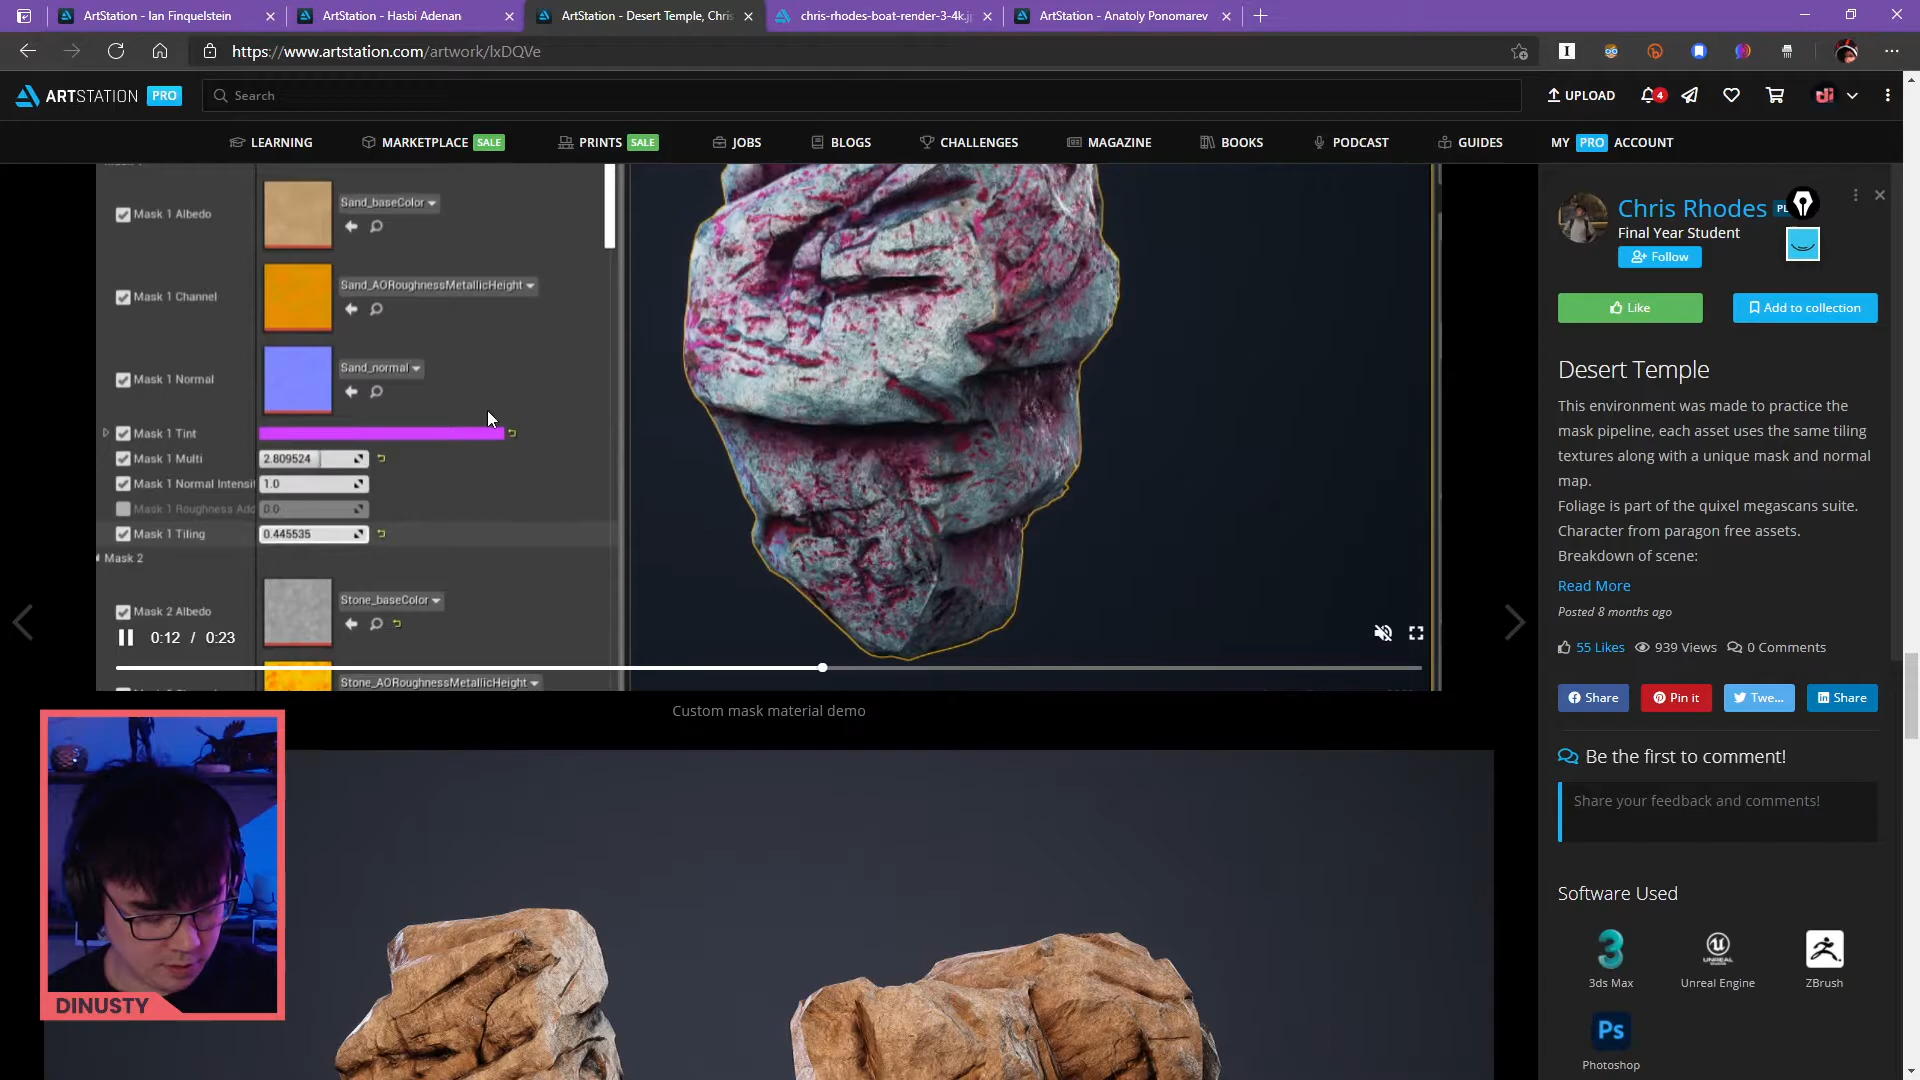 ArtStation - Ian Finquelstein
ArtStation - Hasbi Adenan
ArtStation - Desert Temple, Chris
chris-rhodes-boat-render-3-4k.j
ArtStation - Anatoly Ponomarev
https://www.artstation.com/artwork/lxDQVe
ARTSTATION PRO
Search
UPLOAD
4
LEARNING
MARKETPLACE SALE
PRINTS SALE
JOBS
BLOGS
CHALLENGES
MAGAZINE
BOOKS
PODCAST
GUIDES
MY PRO ACCOUNT
Mask 1 Albedo
Sand_baseColor
Mask 1 Channel
Sand_AORoughnessMetallicHeight
Mask 1 Normal
Sand_normal
Mask 1 Tint
Mask 1 Multi
2.809524
Mask 1 Normal Intensit
1.0
Mask 1 Roughness Add
0.0
Mask 1 Tiling
0.445535
Mask 2
Mask 2 Albedo
Stone_baseColor
0:12 / 0:23
Stone_AORoughnessMetallicHeight
Custom mask material demo
DINUSTY
Chris Rhodes
Final Year Student
Follow
Like
Add to collection
Desert Temple
This environment was made to practice the
mask pipeline, each asset uses the same tiling
textures along with a unique mask and normal
map.
Foliage is part of the quixel megascans suite.
Character from paragon free assets.
Breakdown of scene:
Read More
Posted 8 months ago
55 Likes 939 Views 0 Comments
Share
Pin it
Twe...
Share
Be the first to comment!
Share your feedback and comments!
Software Used
3ds Max
Unreal Engine
ZBrush
Ps
Photoshop